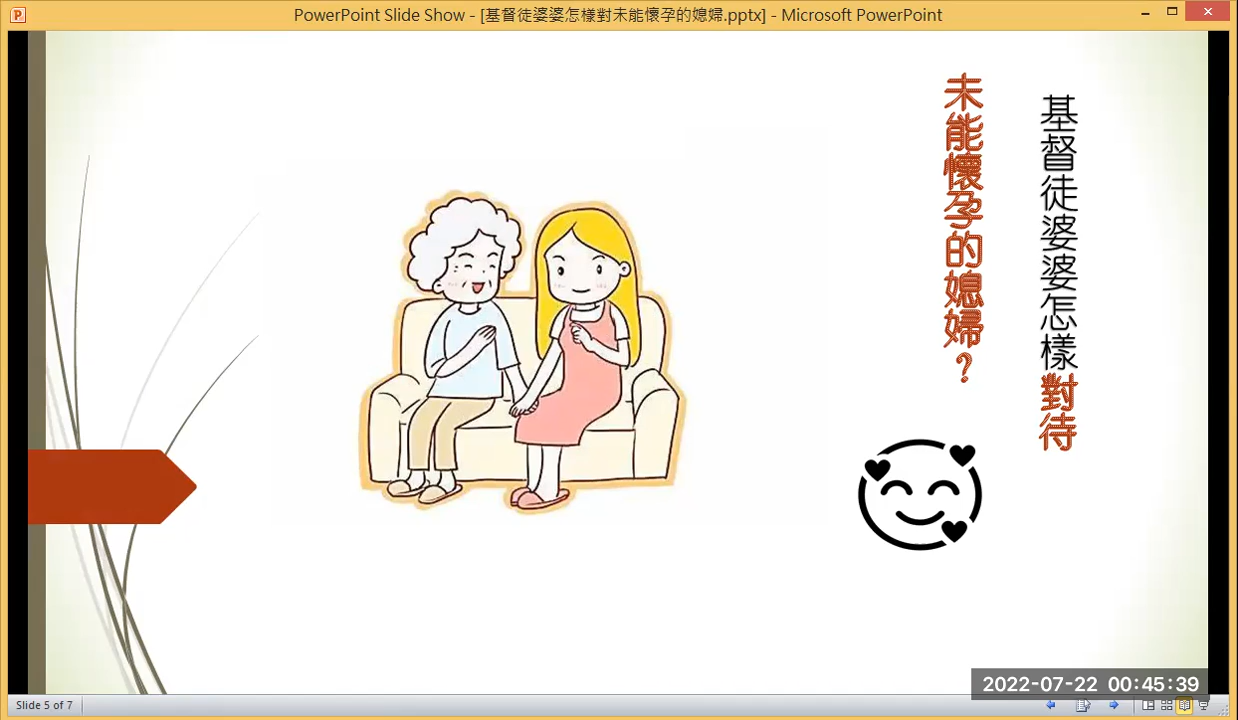 PowerPoint Slide Show - [基督徒婆婆怎樣對未能懷孕的媳婦.pptx] - Microsoft PowerPoint
基督徒婆婆怎樣對待
未能懷孕的媳婦？
2022-07-22 00:45:39
Slide 5 of 7